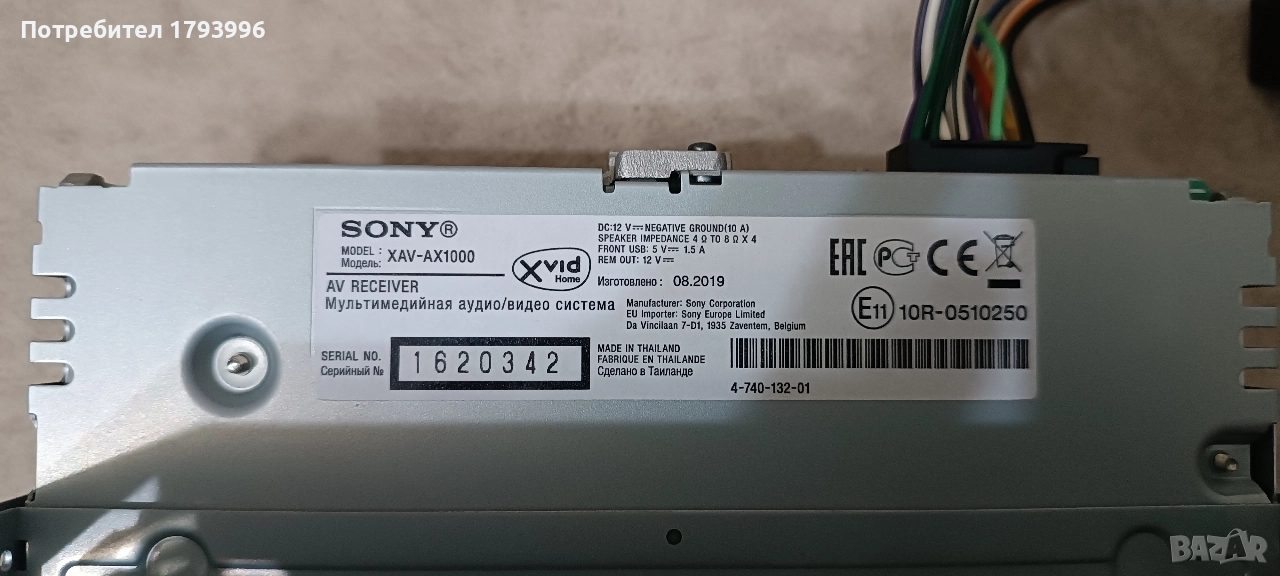 Потребител 1793996
SONY®
MODEL :
Модель: XAV-AX1000
AV RECEIVER
Мультимедийная аудио/видео система
Xvid
Home
DC:12 V⎓NEGATIVE GROUND(10 A)
SPEAKER IMPEDANCE 4 Ω TO 8 Ω X 4
FRONT USB: 5 V⎓ 1.5 A
REM OUT: 12 V⎓
Изготовлено : 08.2019
Manufacturer: Sony Corporation
EU Importer: Sony Europe Limited
Da Vincilaan 7-D1, 1935 Zaventem, Belgium
EAC PCT CE
E11 10R-0510250
SERIAL NO.
Серийный № 1620342
MADE IN THAILAND
FABRIQUE EN THAILANDE
Сделано в Таиланде
4-740-132-01
BAZAR